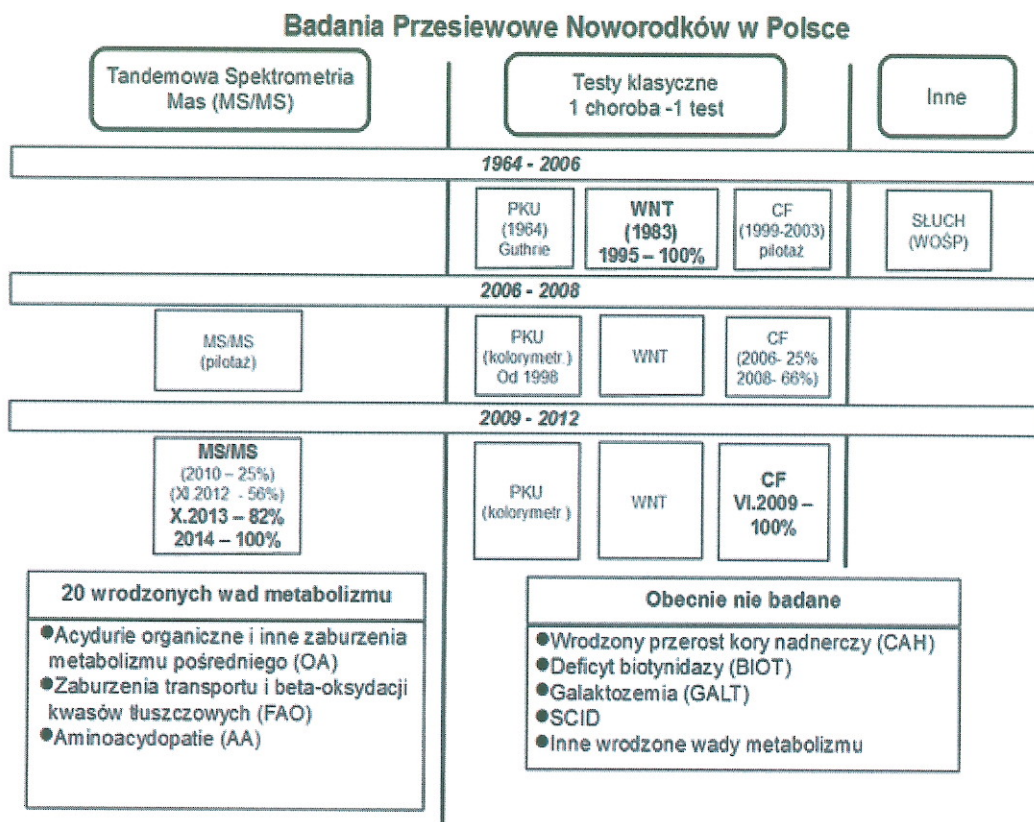 Badania Przesiewowe Noworodków w Polsce
Tandemowa Spektrometria
Mas (MS/MS)
Testy klasyczne
1 choroba -1 test
Inne
1964 - 2006
PKU
(1964)
Guthrie
WNT
(1983)
1995 – 100%
CF
(1999-2003)
pilotaż
SŁUCH
(WOŚP)
2006 - 2008
MS/MS
(pilotaż)
PKU
(kolorymetr.)
Od 1998
WNT
CF
(2006- 25%
2008- 66%)
2009 - 2012
MS/MS
(2010 – 25%)
(XI.2012 - 56%)
X.2013 – 82%
2014 – 100%
PKU
(kolorymetr.)
WNT
CF
VI.2009 –
100%
20 wrodzonych wad metabolizmu
●Acydurie organiczne i inne zaburzenia
metabolizmu pośredniego (OA)
●Zaburzenia transportu i beta-oksydacji
kwasów tłuszczowych (FAO)
●Aminoacydopatie (AA)
Obecnie nie badane
●Wrodzony przerost kory nadnerczy (CAH)
●Deficyt biotynidazy (BIOT)
●Galaktozemia (GALT)
●SCID
●Inne wrodzone wady metabolizmu